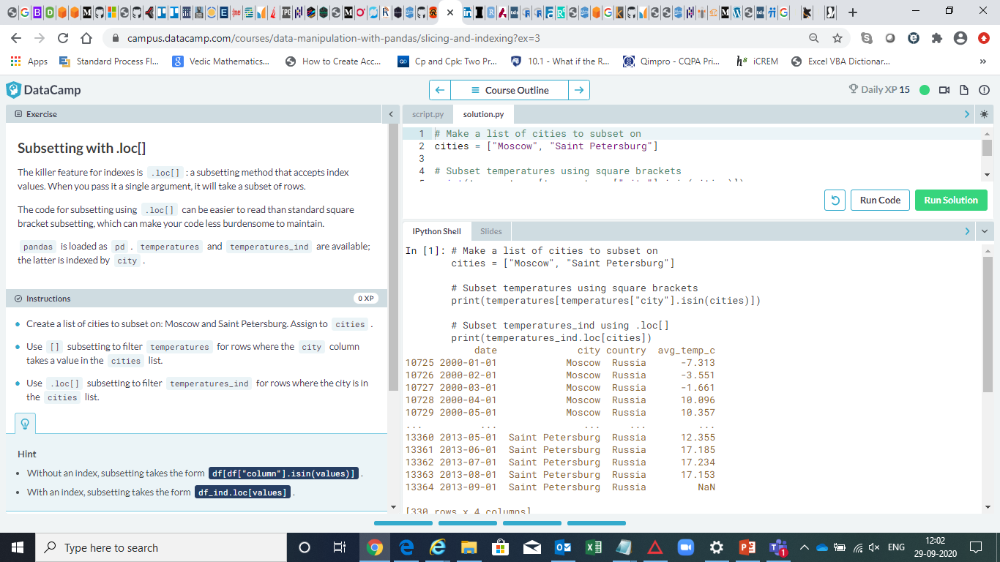 campus.datacamp.com/courses/data-manipulation-with-pandas/slicing-and-indexing?ex=3
Apps Standard Process Fl... Vedic Mathematics... How to Create Acc... Cp and Cpk: Two Pr... 10.1 - What if the R... Qimpro - CQPA Pri... iCREM Excel VBA Dictionar... »
DataCamp
Course Outline
Daily XP 15
Exercise
Subsetting with .loc[]
The killer feature for indexes is .loc[] : a subsetting method that accepts index
values. When you pass it a single argument, it will take a subset of rows.
The code for subsetting using .loc[] can be easier to read than standard square
bracket subsetting, which can make your code less burdensome to maintain.
pandas is loaded as pd . temperatures and temperatures_ind are available;
the latter is indexed by city .
Instructions
0 XP
Create a list of cities to subset on: Moscow and Saint Petersburg. Assign to cities .
Use [] subsetting to filter temperatures for rows where the city column
takes a value in the cities list.
Use .loc[] subsetting to filter temperatures_ind for rows where the city is in
the cities list.
Hint
Without an index, subsetting takes the form df[df["column"].isin(values)] .
With an index, subsetting takes the form df_ind.loc[values] .
script.py solution.py
1 # Make a list of cities to subset on
2 cities = ["Moscow", "Saint Petersburg"]
3
4 # Subset temperatures using square brackets
Run Code Run Solution
IPython Shell Slides
In [1]: # Make a list of cities to subset on
cities = ["Moscow", "Saint Petersburg"]
# Subset temperatures using square brackets
print(temperatures[temperatures["city"].isin(cities)])
# Subset temperatures_ind using .loc[]
print(temperatures_ind.loc[cities])
date city country avg_temp_c
10725 2000-01-01 Moscow Russia -7.313
10726 2000-02-01 Moscow Russia -3.551
10727 2000-03-01 Moscow Russia -1.661
10728 2000-04-01 Moscow Russia 10.096
10729 2000-05-01 Moscow Russia 10.357
... ... ... ... ...
13360 2013-05-01 Saint Petersburg Russia 12.355
13361 2013-06-01 Saint Petersburg Russia 17.185
13362 2013-07-01 Saint Petersburg Russia 17.234
13363 2013-08-01 Saint Petersburg Russia 17.153
13364 2013-09-01 Saint Petersburg Russia NaN
[330 rows x 4 columns]
Type here to search
ENG
12:02
29-09-2020